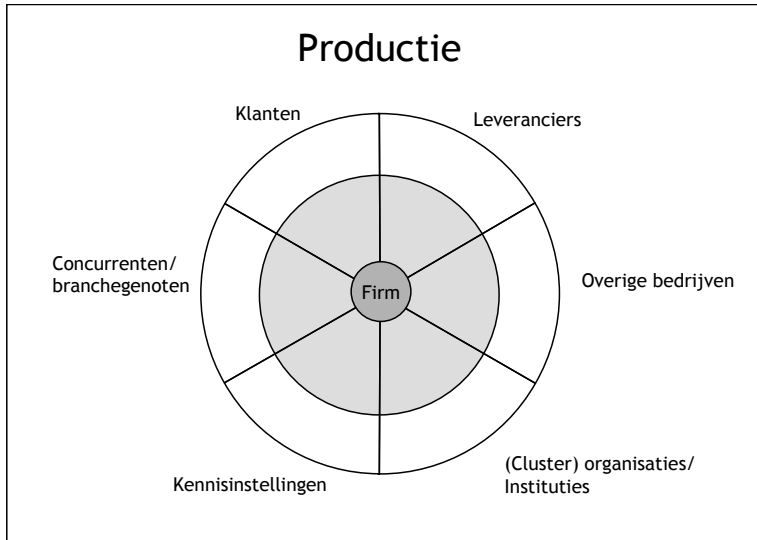 Productie
Klanten
Leveranciers
Concurrenten/
branchegenoten
Firm
Overige bedrijven
Kennisinstellingen
(Cluster) organisaties/
Instituties